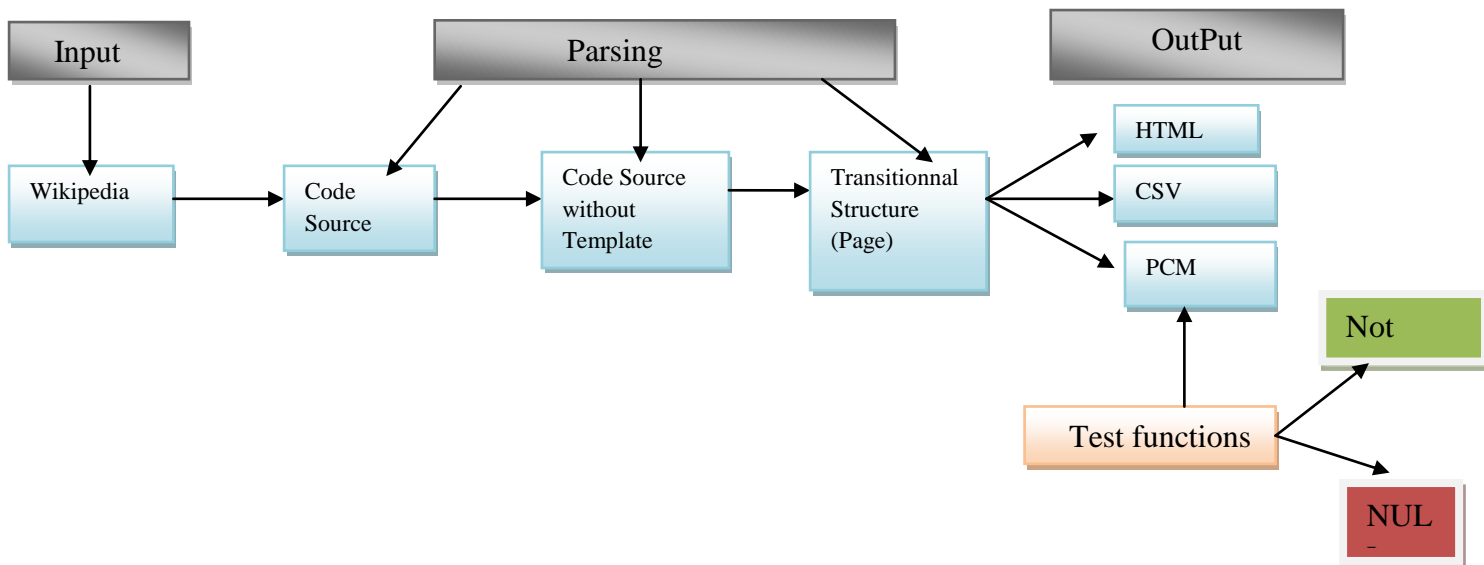 Input
Parsing
OutPut
Wikipedia
Code
Source
Code Source
without
Template
Transitionnal
Structure
(Page)
HTML
CSV
PCM
Not
Test functions
NUL